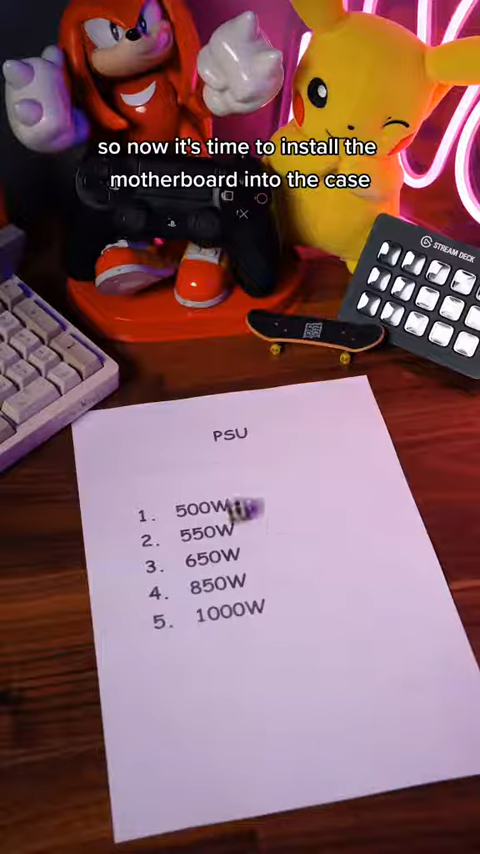 so now it's time to install the
motherboard into the case
STREAM DECK
PSU
1. 500W
2. 550W
3. 650W
4. 850W
5. 1000W